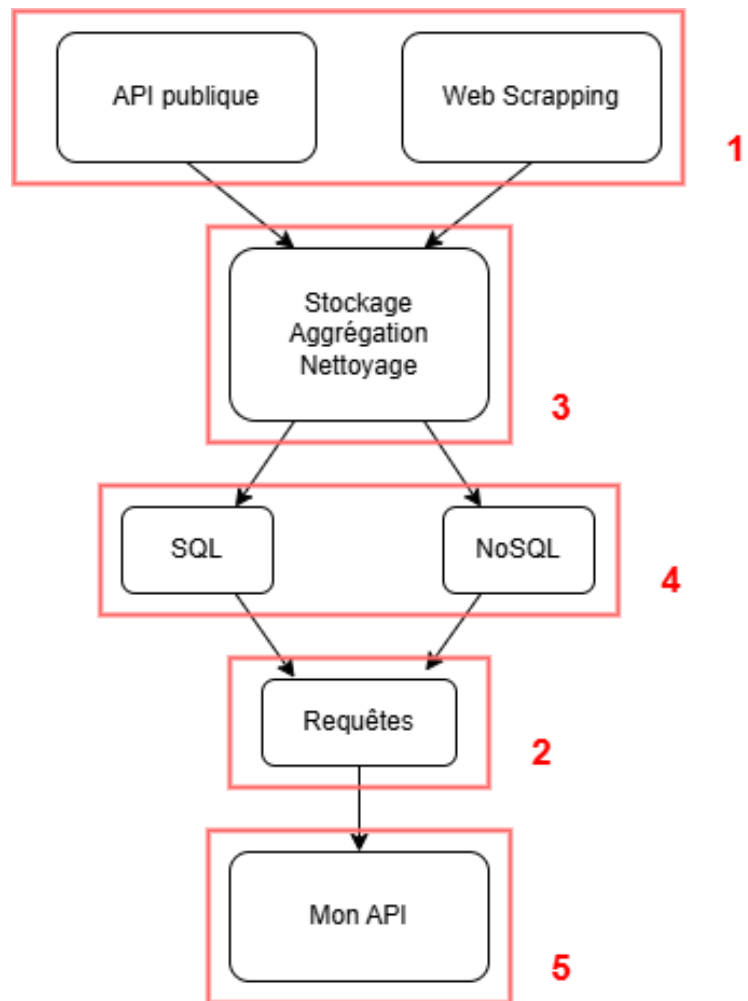 API publique
Web Scrapping
1
Stockage
Aggrégation
Nettoyage
3
SQL
NoSQL
4
Requêtes
2
Mon API
5